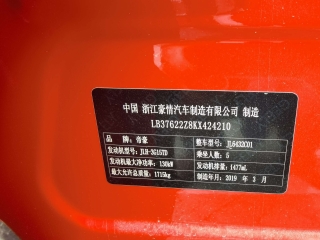 中国 浙江豪情汽车制造有限公司 制造
LB37622Z8KX424210
品牌：帝豪 整车型号：JL6432C01
发动机型号：JLH-3G15TD 乘坐人数：5
发动机最大净功率：130kW 发动机排量：1477mL
最大允许总质量：1715kg 制造年月：2019 年 3 月